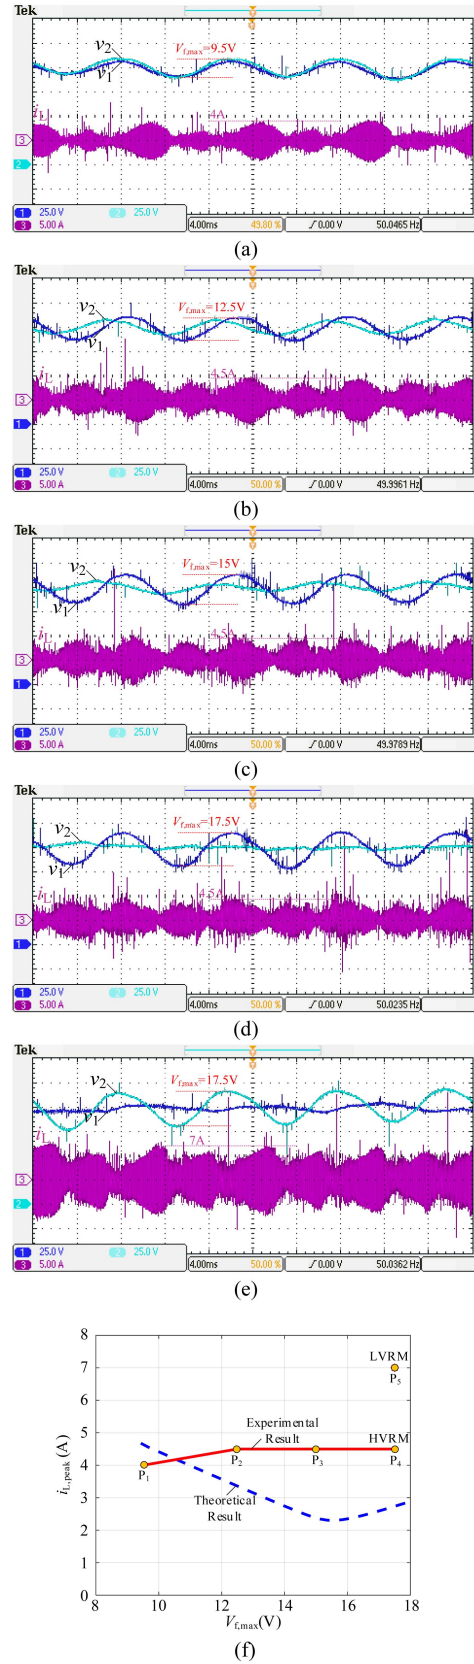 Tek
v2
v1
Vf,max=9.5V
iL
4A
3
2
1 25.0 V 2 25.0 V
3 5.00 A 4.00ms 49.80 % 0.00 V 50.0465 Hz
(a)
Tek
v2
v1
Vf,max=12.5V
iL
4.5A
3
1
1 25.0 V 2 25.0 V
3 5.00 A 4.00ms 50.00 % 0.00 V 49.9961 Hz
(b)
Tek
v2
v1
Vf,max=15V
iL
4.5A
3
1
1 25.0 V 2 25.0 V
3 5.00 A 4.00ms 50.00 % 0.00 V 49.9789 Hz
(c)
Tek
v2
v1
Vf,max=17.5V
iL
4.5A
3
1
1 25.0 V 2 25.0 V
3 5.00 A 4.00ms 50.00 % 0.00 V 50.0235 Hz
(d)
Tek
v2
v1
Vf,max=17.5V
iL
7A
3
2
1 25.0 V 2 25.0 V
3 5.00 A 4.00ms 50.00 % 0.00 V 50.0362 Hz
(e)
8
7
6
5
4
3
2
1
0
iL,peak (A)
LVRM
P5
Experimental
Result
HVRM
P1
P2
P3
P4
Theoretical
Result
8 10 12 14 16 18
Vf,max(V)
(f)